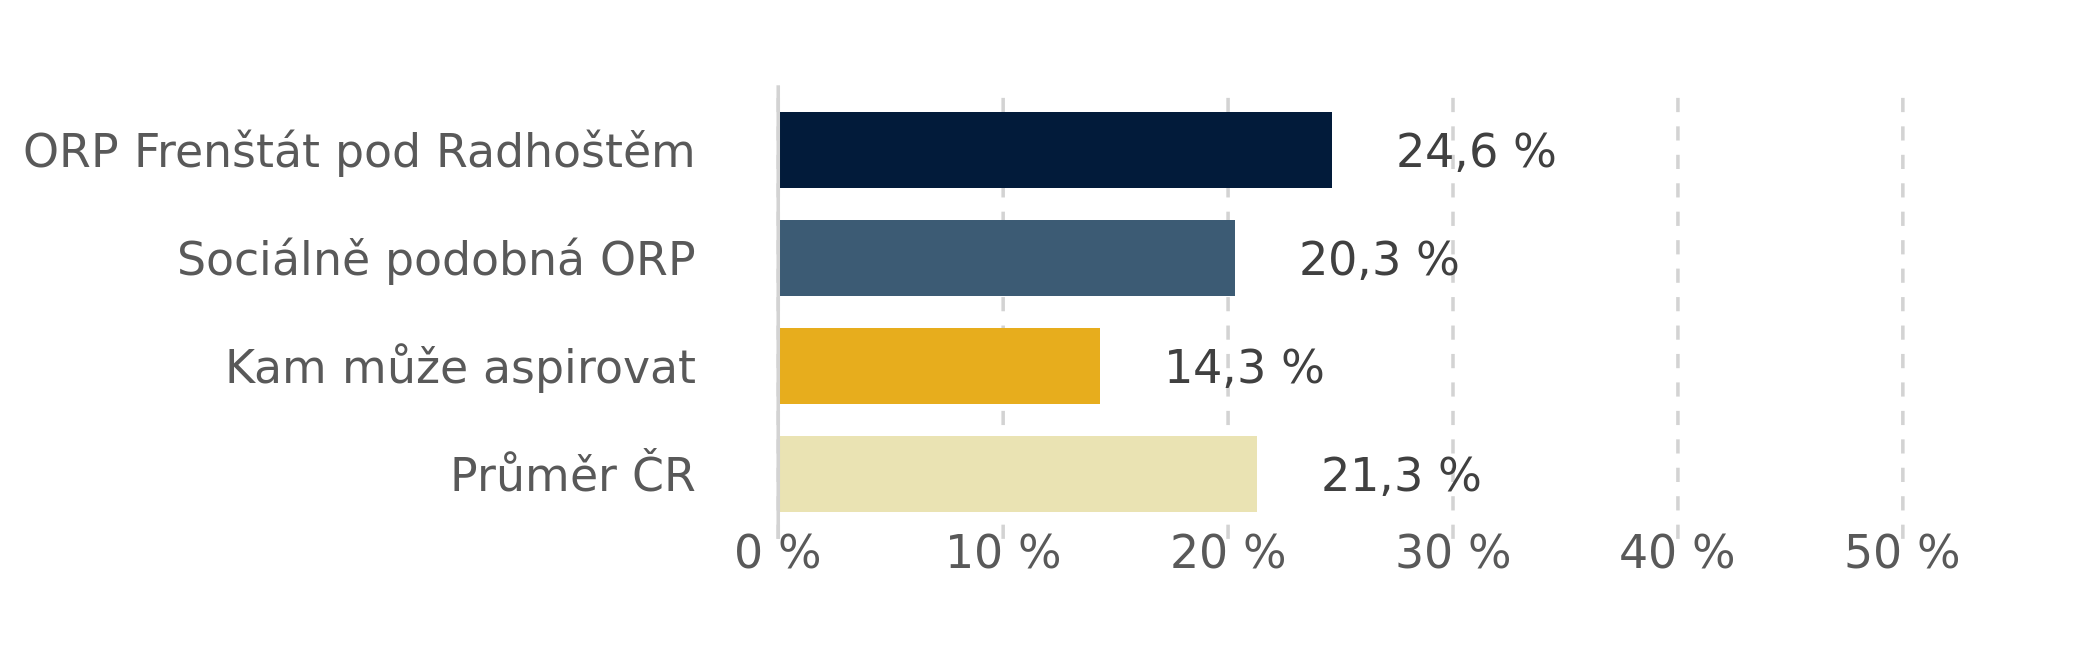 ORP Frenštát pod Radhoštěm 24,6 %
Sociálně podobná ORP 20,3 %
Kam může aspirovat 14,3 %
Průměr ČR 21,3 %
0 % 10 % 20 % 30 % 40 % 50 %